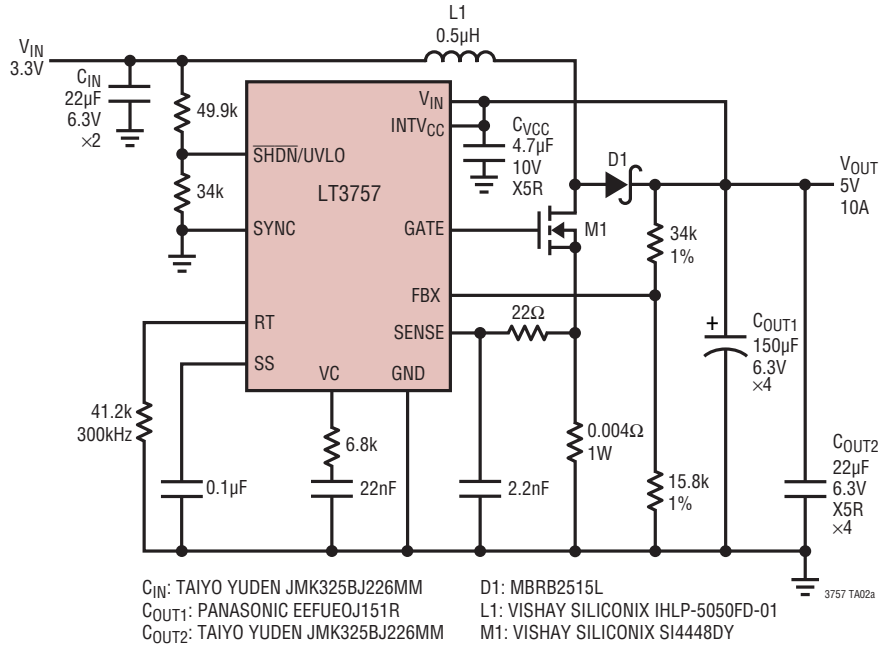 L1
0.5µH
VIN
3.3V
CIN
22µF
6.3V
×2
49.9k
34k
SHDN/UVLO
SYNC
RT
SS
LT3757
VC
GND
VIN
INTVCC
GATE
FBX
SENSE
CVCC
4.7µF
10V
X5R
D1
M1
VOUT
5V
10A
34k
1%
22Ω
COUT1
150µF
6.3V
×4
+
41.2k
300kHz
0.1µF
6.8k
22nF
2.2nF
0.004Ω
1W
15.8k
1%
COUT2
22µF
6.3V
X5R
×4
3757 TA02a
CIN: TAIYO YUDEN JMK325BJ226MM
COUT1: PANASONIC EEFUEOJ151R
COUT2: TAIYO YUDEN JMK325BJ226MM
D1: MBRB2515L
L1: VISHAY SILICONIX IHLP-5050FD-01
M1: VISHAY SILICONIX SI4448DY